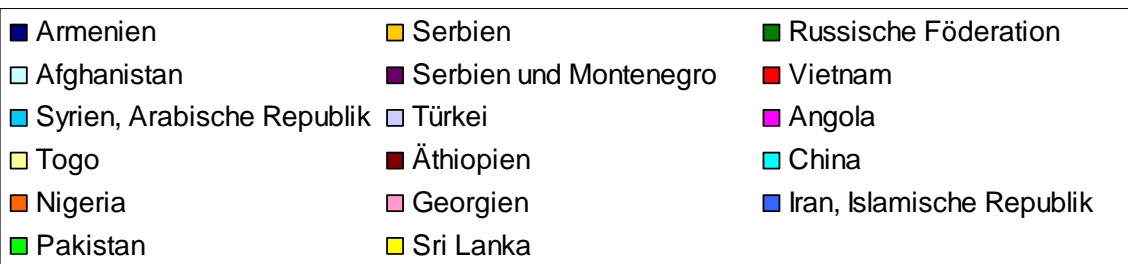 Armenien Serbien Russische Föderation
Afghanistan Serbien und Montenegro Vietnam
Syrien, Arabische Republik Türkei Angola
Togo Äthiopien China
Nigeria Georgien Iran, Islamische Republik
Pakistan Sri Lanka